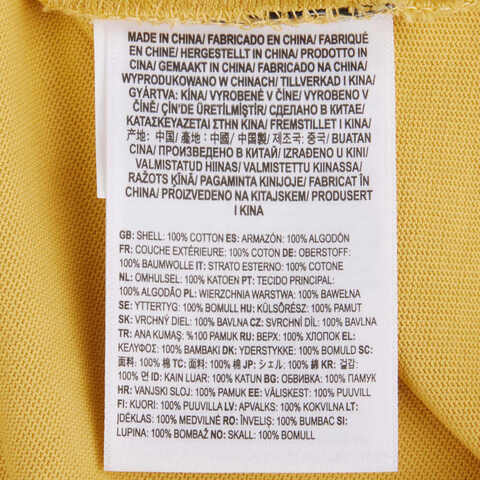 MADE IN CHINA/ FABRICADO EN CHINA/ FABRIQUÉ
EN CHINE/ HERGESTELLT IN CHINA/ PRODOTTO IN
CINA/ GEMAAKT IN CHINA/ FABRICADO NA CHINA/
WYPRODUKOWANO W CHINACH/ TILLVERKAD I KINA/
GYÁRTVA: KÍNA/ VYROBENÉ V ČÍNE/ VYROBENO V
ČÍNĚ/ ÇİN'DE ÜRETİLMİŞTİR/ СДЕЛАНО В КИТАЕ/
ΚΑΤΑΣΚΕΥΑΖΕΤΑΙ ΣΤΗΝ ΚΙΝΑ/ FREMSTILLET I KINA/
产地: 中国/ 產地: 中國/ 中国製/ 제조국: 중국/ BUATAN
CINA/ ПРОИЗВЕДЕНО В КИТАЙ/ IZRAĐENO U KINI/
VALMISTATUD HIINAS/ VALMISTETTU KIINASSA/
RAŽOTS ĶĪNĀ/ PAGAMINTA KINIJOJE/ FABRICAT ÎN
CHINA/ PROIZVEDENO NA KITAJSKEM/ PRODUSERT
I KINA
GB: SHELL: 100% COTTON ES: ARMAZÓN: 100% ALGODÓN
FR: COUCHE EXTÉRIEURE: 100% COTON DE: OBERSTOFF:
100% BAUMWOLLE IT: STRATO ESTERNO: 100% COTONE
NL: OMHULSEL: 100% KATOEN PT: TECIDO PRINCIPAL:
100% ALGODÃO PL: WIERZCHNIA WARSTWA: 100% BAWEŁNA
SE: YTTERTYG: 100% BOMULL HU: KÜLSŐRÉSZ: 100% PAMUT
SK: VRCHNÝ DIEL: 100% BAVLNA CZ: SVRCHNÍ DÍL: 100%
BAVLNA TR: ANA KUMAŞ: %100 PAMUK RU: ВЕРХ: 100% ХЛОПОК EL:
ΚΕΛΥΦΟΣ: 100% ΒΑΜΒΑΚΙ DK: YDERSTYKKE: 100% BOMULD SC:
面料: 100% 棉 TC: 面料: 100% 棉 JP: シェル: 100% 綿 KR: 겉감:
100% 면 ID: KAIN LUAR: 100% KATUN BG: ОБВИВКА: 100% ПАМУК
HR: VANJSKI SLOJ: 100% PAMUK EE: VÄLISKEST: 100% PUUVILL
FI: KUORI: 100% PUUVILLA LV: APVALKS: 100% KOKVILNA LT:
IŠORĖ: 100% MEDVILNĖ RO: ÎNVELIȘ: 100% BUMBAC SI:
LUPINA: 100% BOMBAŽ NO: SKALL: 100% BOMULL